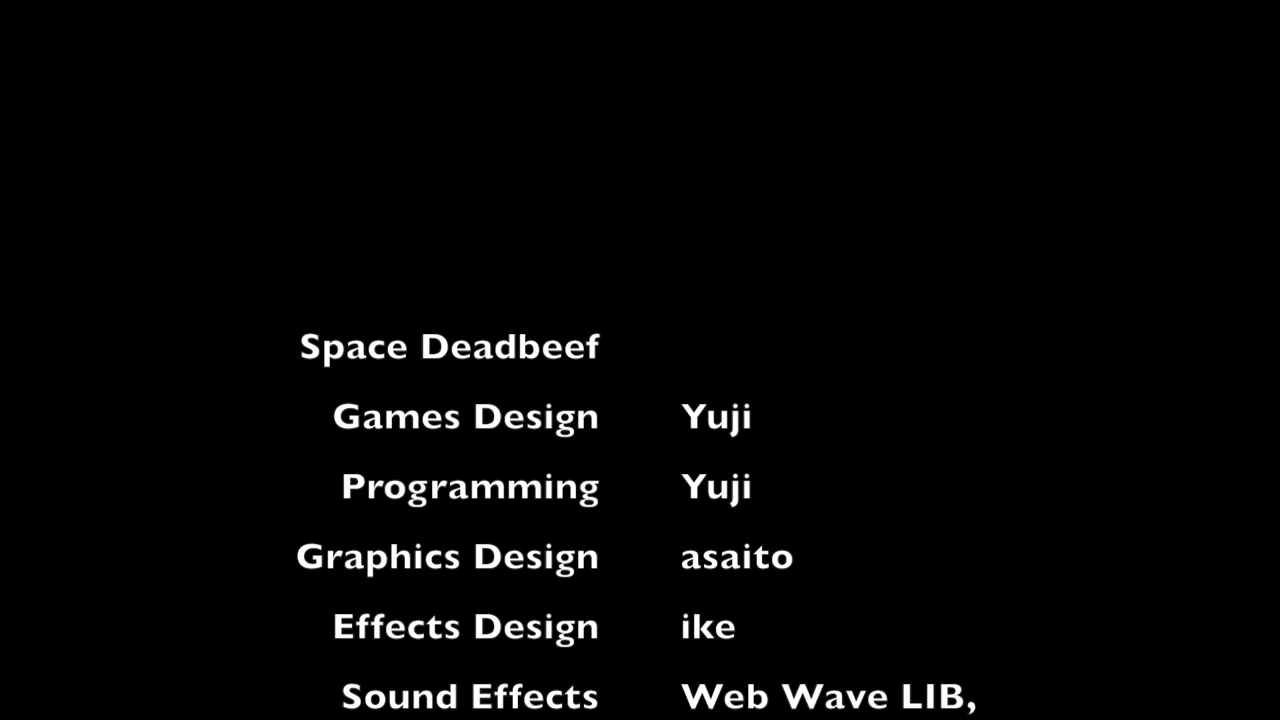 Space Deadbeef
Games Design Yuji
Programming Yuji
Graphics Design asaito
Effects Design ike
Sound Effects Web Wave LIB,